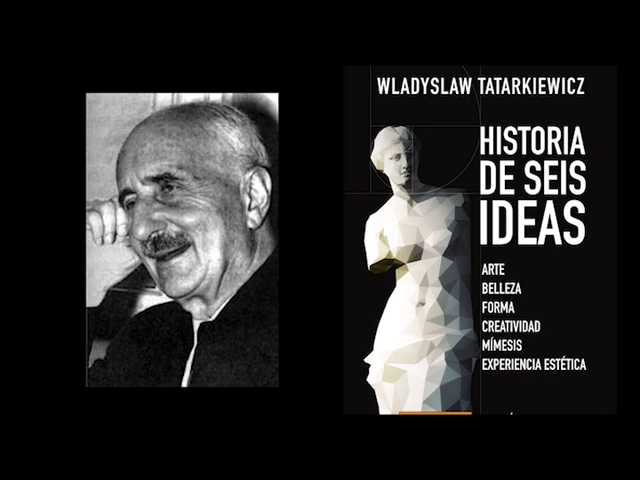 WLADYSLAW TATARKIEWICZ
HISTORIA
DE SEIS
IDEAS
ARTE
BELLEZA
FORMA
CREATIVIDAD
MÍMESIS
EXPERIENCIA ESTÉTICA